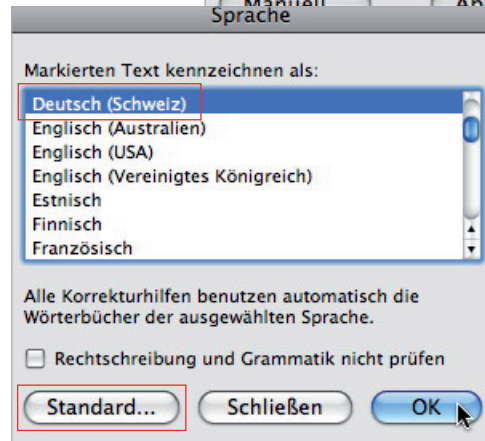 Manuell
Sprache
Markierten Text kennzeichnen als:
Deutsch (Schweiz)
Englisch (Australien)
Englisch (USA)
Englisch (Vereinigtes Königreich)
Estnisch
Finnisch
Französisch
Alle Korrekturhilfen benutzen automatisch die
Wörterbücher der ausgewählten Sprache.
Rechtschreibung und Grammatik nicht prüfen
Standard... Schließen OK